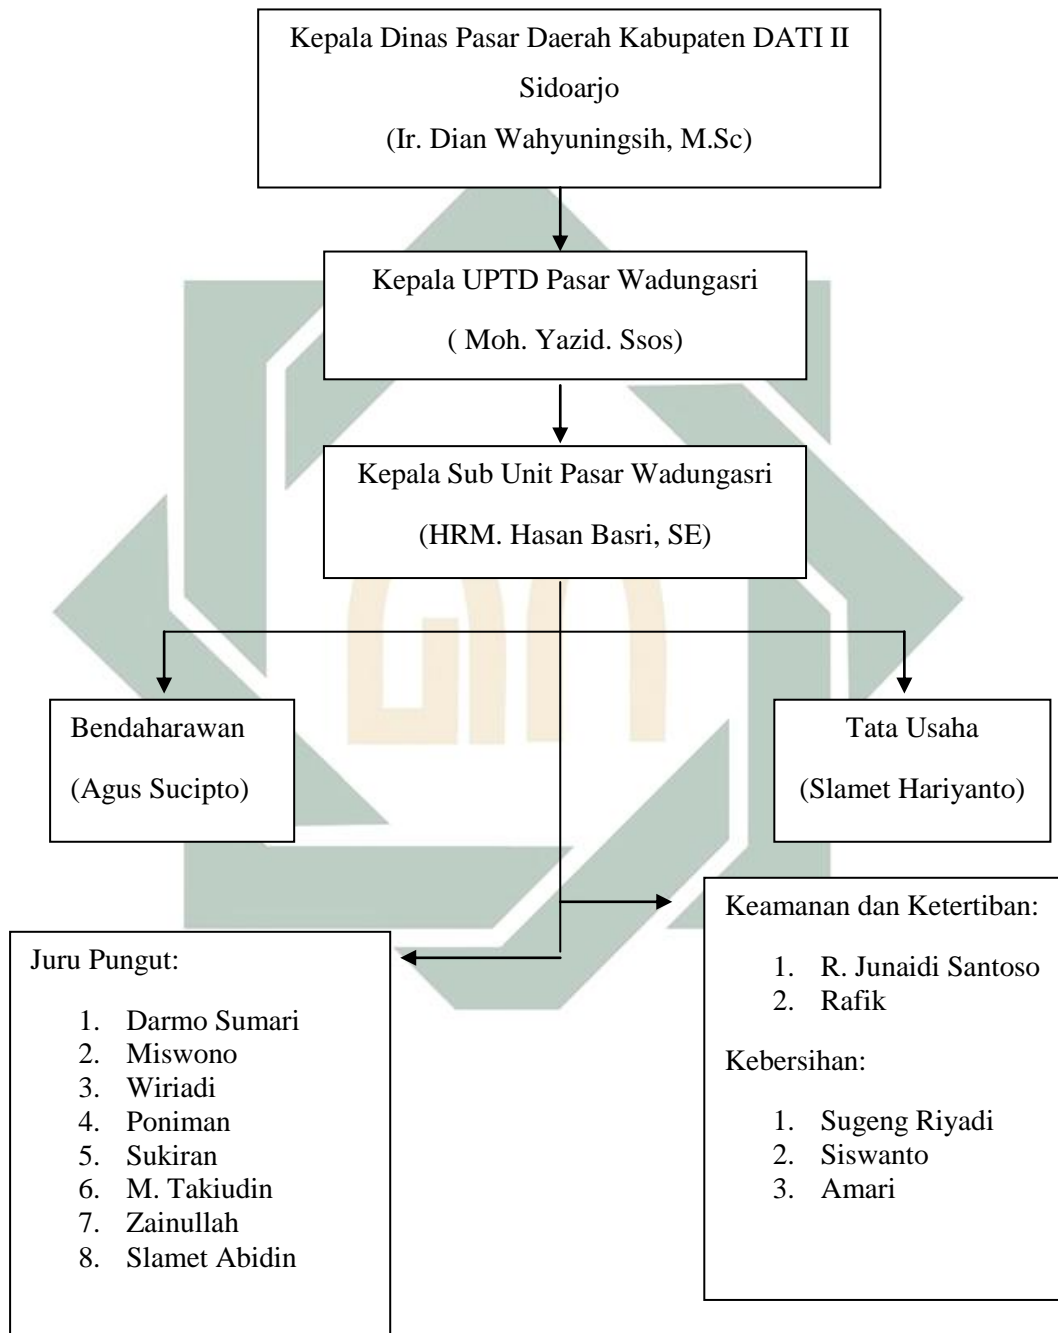 Kepala Dinas Pasar Daerah Kabupaten DATI II
Sidoarjo
(Ir. Dian Wahyuningsih, M.Sc)
Kepala UPTD Pasar Wadungasri
( Moh. Yazid. Ssos)
Kepala Sub Unit Pasar Wadungasri
(HRM. Hasan Basri, SE)
Bendaharawan
(Agus Sucipto)
Tata Usaha
(Slamet Hariyanto)
Juru Pungut:
1. Darmo Sumari
2. Miswono
3. Wiriadi
4. Poniman
5. Sukiran
6. M. Takiudin
7. Zainullah
8. Slamet Abidin
Keamanan dan Ketertiban:
1. R. Junaidi Santoso
2. Rafik
Kebersihan:
1. Sugeng Riyadi
2. Siswanto
3. Amari